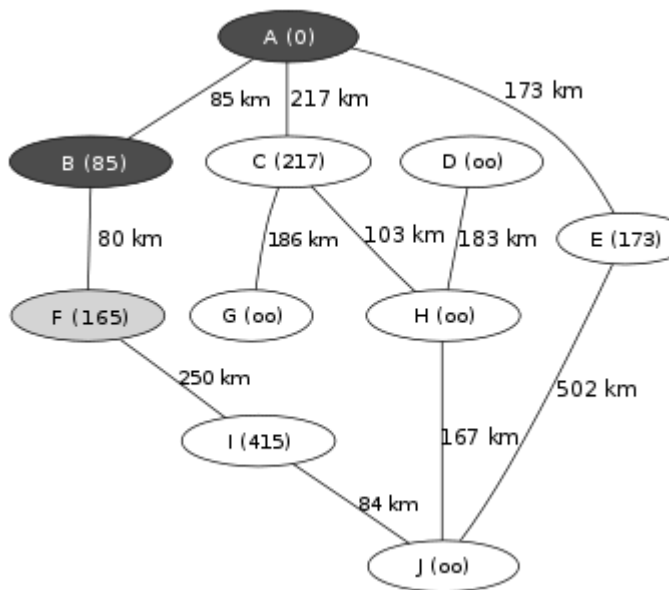 A (0)
85 km
217 km
173 km
B (85)
C (217)
D (oo)
80 km
186 km
103 km
183 km
E (173)
F (165)
G (oo)
H (oo)
250 km
502 km
I (415)
167 km
84 km
J (oo)